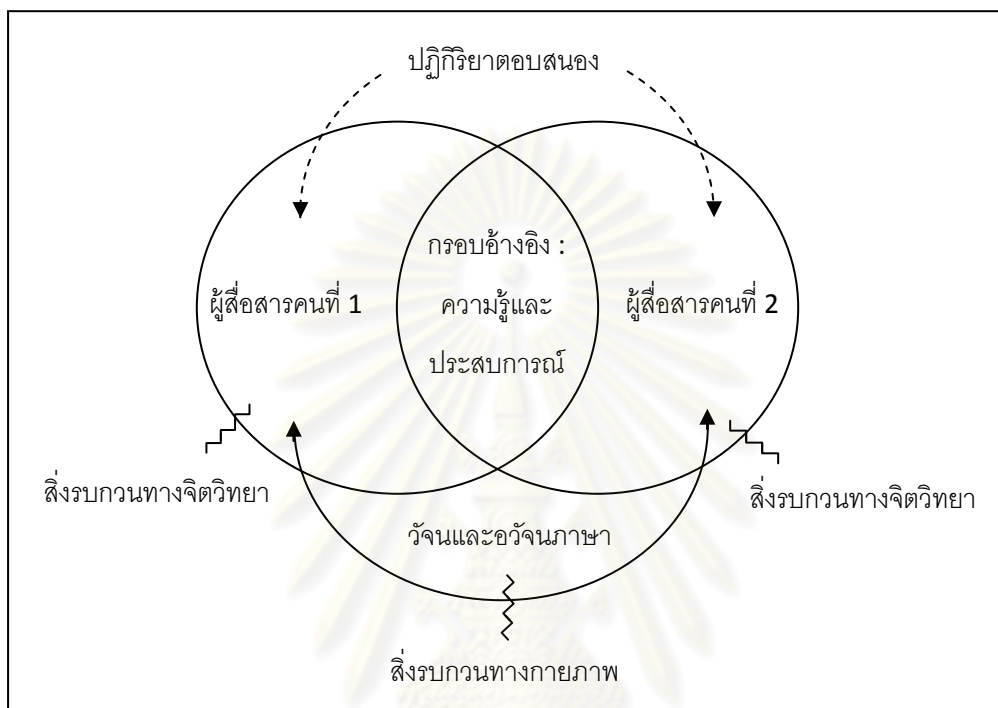 ปฏิกิริยาตอบสนอง
กรอบอ้างอิง :
ผู้สื่อสารคนที่ 1
ความรู้และ
ผู้สื่อสารคนที่ 2
ประสบการณ์
สิ่งรบกวนทางจิตวิทยา
สิ่งรบกวนทางจิตวิทยา
วัจนและอวัจนภาษา
สิ่งรบกวนทางกายภาพ